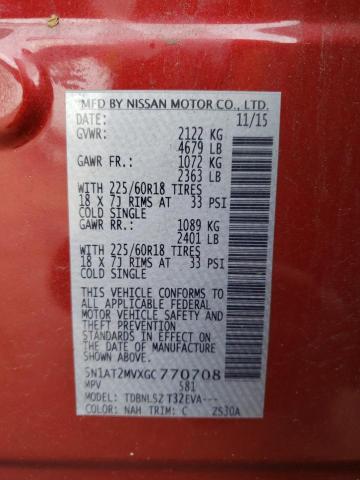 MFD BY NISSAN MOTOR CO., LTD.
DATE: 11/15
GVWR: 2122 KG
4679 LB
GAWR FR.: 1072 KG
2363 LB
WITH 225/60R18 TIRES
18 X 7J RIMS AT 33 PSI
COLD SINGLE
GAWR RR.: 1089 KG
2401 LB
WITH 225/60R18 TIRES
18 X 7J RIMS AT 33 PSI
COLD SINGLE
THIS VEHICLE CONFORMS TO
ALL APPLICABLE FEDERAL
MOTOR VEHICLE SAFETY AND
THEFT PREVENTION
STANDARDS IN EFFECT ON
THE DATE OF MANUFACTURE
SHOWN ABOVE.
5N1AT2MVXGC770708
MPV 581
MODEL: TDBNLSZ T32EVA---
COLOR: NAH TRIM: C ZS30A